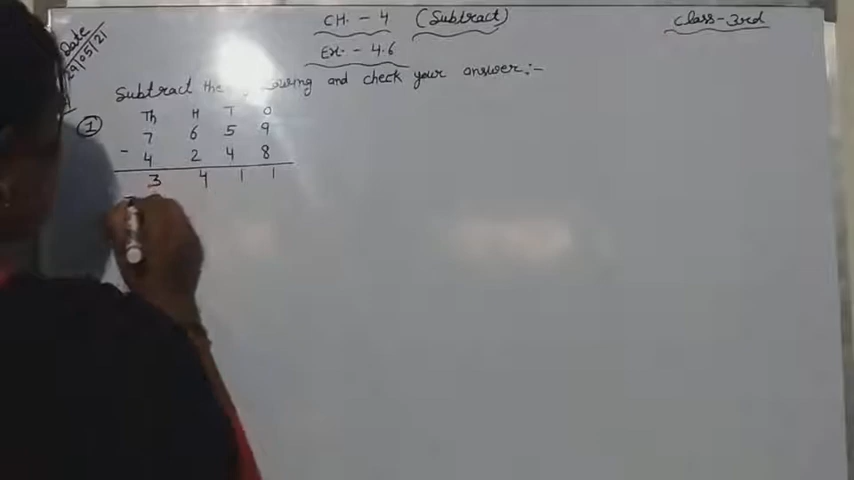 Date
29/05/21
CH. - 4 (Subtract) Class-3rd
Ex. - 4.6
Subtract the and check your answer :-
① Th H T O
7 6 5 9
- 4 2 4 8
3 4 1 1